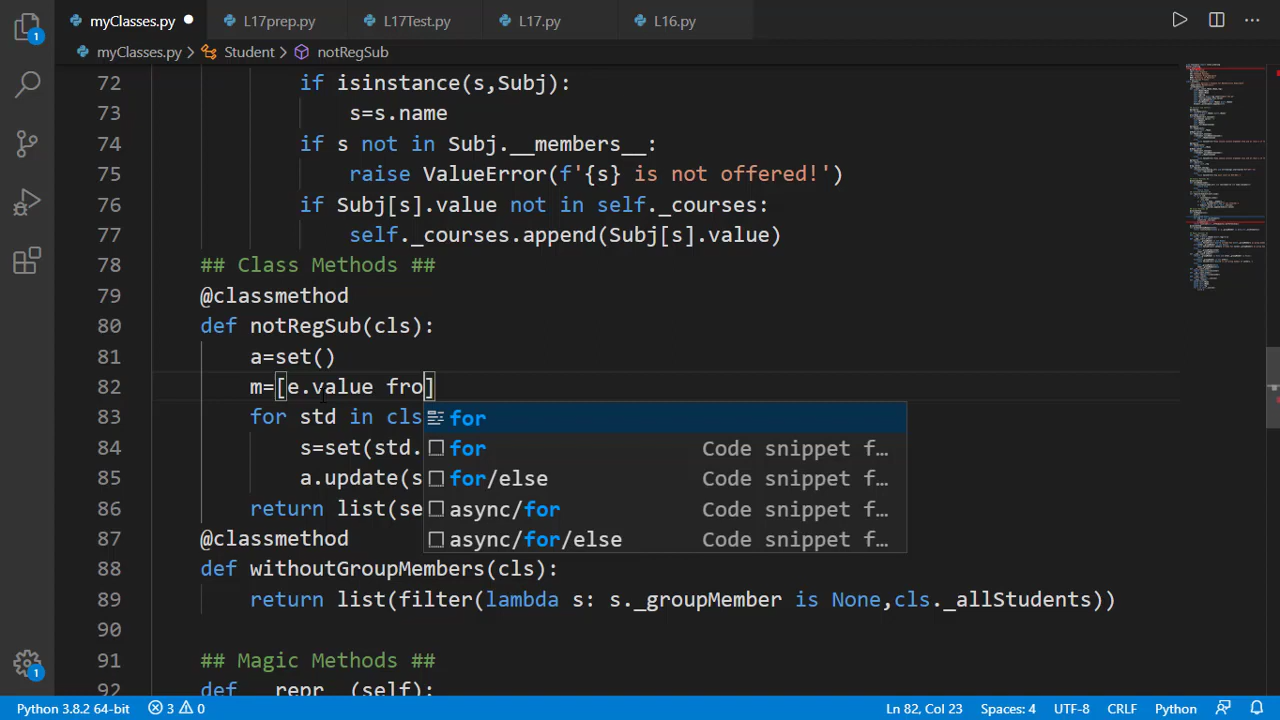 myClasses.py L17prep.py L17Test.py L17.py L16.py
myClasses.py > Student > notRegSub
72 if isinstance(s,Subj):
73 s=s.name
74 if s not in Subj.__members__:
75 raise ValueError(f'{s} is not offered!')
76 if Subj[s].value not in self._courses:
77 self._courses.append(Subj[s].value)
78 ## Class Methods ##
79 @classmethod
80 def notRegSub(cls):
81 a=set()
82 m=[e.value fro]
83 for std in cls
84 s=set(std.
85 a.update(s
86 return list(se
for
for Code snippet f…
for/else Code snippet f…
async/for Code snippet f…
async/for/else Code snippet f…
87 @classmethod
88 def withoutGroupMembers(cls):
89 return list(filter(lambda s: s._groupMember is None,cls._allStudents))
90
91 ## Magic Methods ##
92 def __repr__(self):
1
1
Python 3.8.2 64-bit 3 0 Ln 82, Col 23 Spaces: 4 UTF-8 CRLF Python